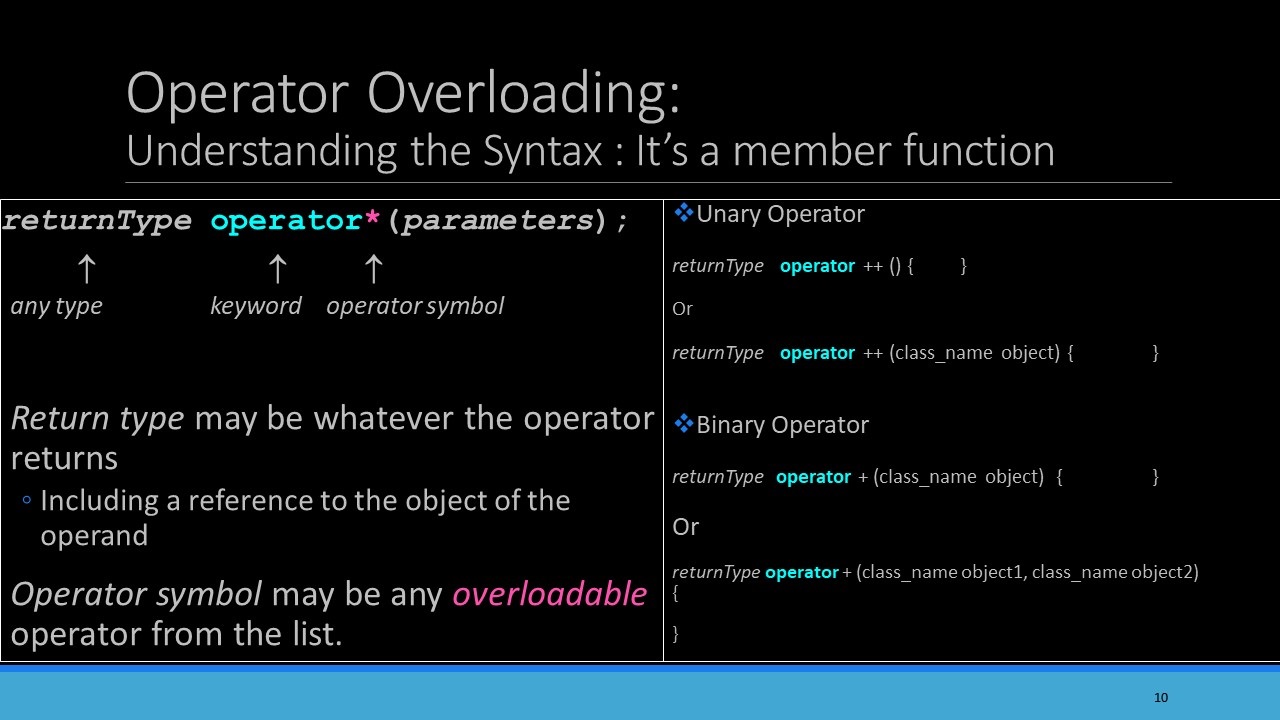 Operator Overloading:
Understanding the Syntax : It’s a member function
returnType operator*(parameters);
↑ ↑ ↑
any type keyword operator symbol
Return type may be whatever the operator
returns
◦ Including a reference to the object of the
operand
Operator symbol may be any overloadable
operator from the list.
❖Unary Operator
returnType operator ++ () { }
Or
returnType operator ++ (class_name object) { }
❖Binary Operator
returnType operator + (class_name object) { }
Or
returnType operator + (class_name object1, class_name object2)
{
}
10